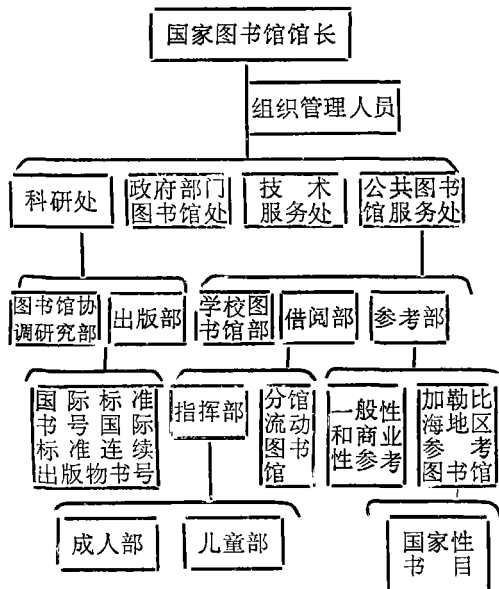 国家图书馆馆长
组织管理人员
科研处
政府部门
图书馆处
技术
服务处
公共图书
馆服务处
图书馆协
调研究部
出版部
学校图
书馆部
借阅部
参考部
国际标准
书号国际
标准连续
出版物书号
指挥部
分馆
流动
图书
馆
一般性
和商业
性参考
加勒比
海地区
参考
图书馆
成人部
儿童部
国家性
书目